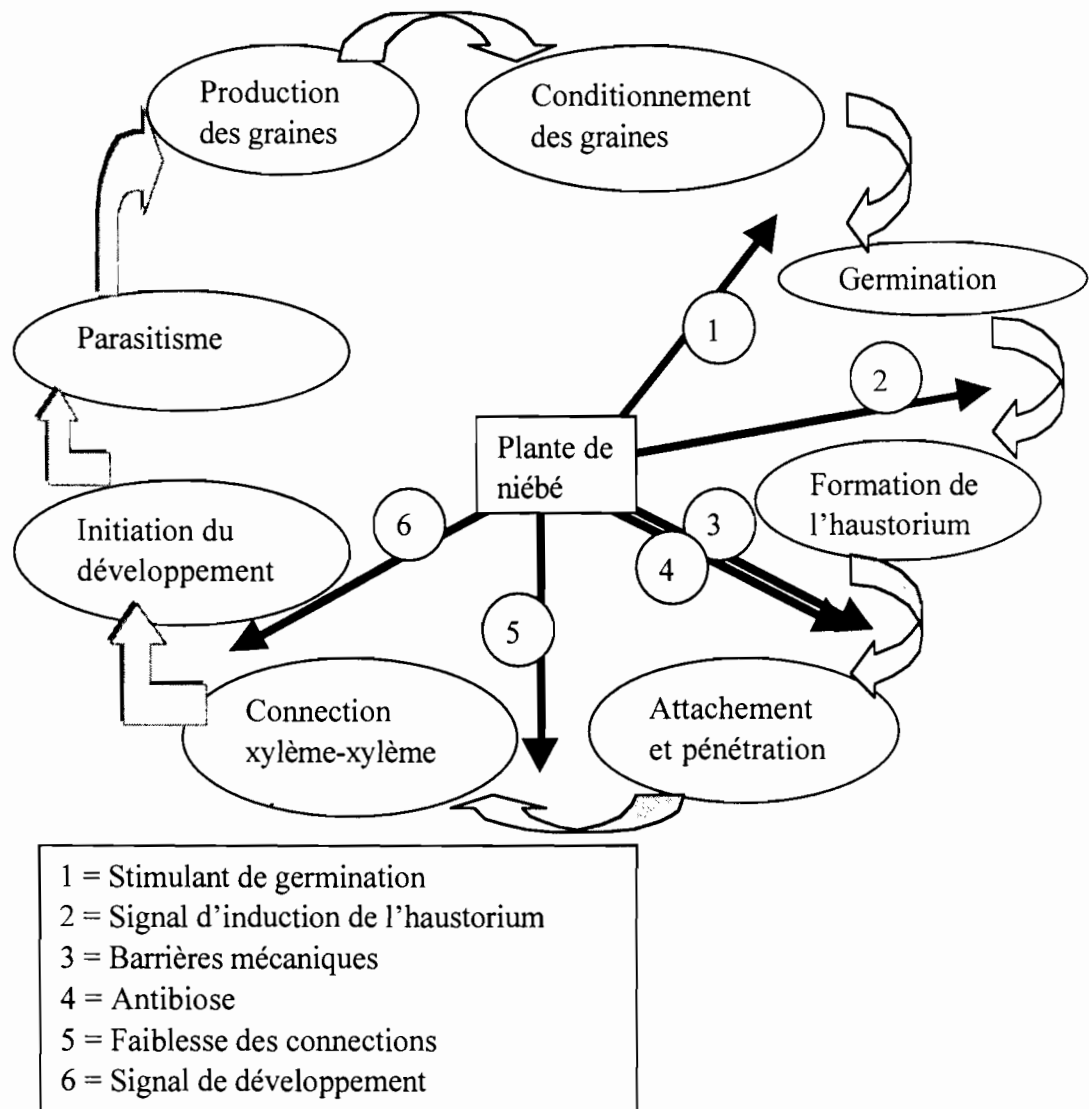 Production
des graines
Conditionnement
des graines
Germination
1
Parasitisme
2
Plante de
niébé
Formation de
l'haustorium
3
6
4
Initiation du
développement
5
Connection
xylème-xylème
Attachement
et pénétration
1 = Stimulant de germination
2 = Signal d'induction de l'haustorium
3 = Barrières mécaniques
4 = Antibiose
5 = Faiblesse des connections
6 = Signal de développement